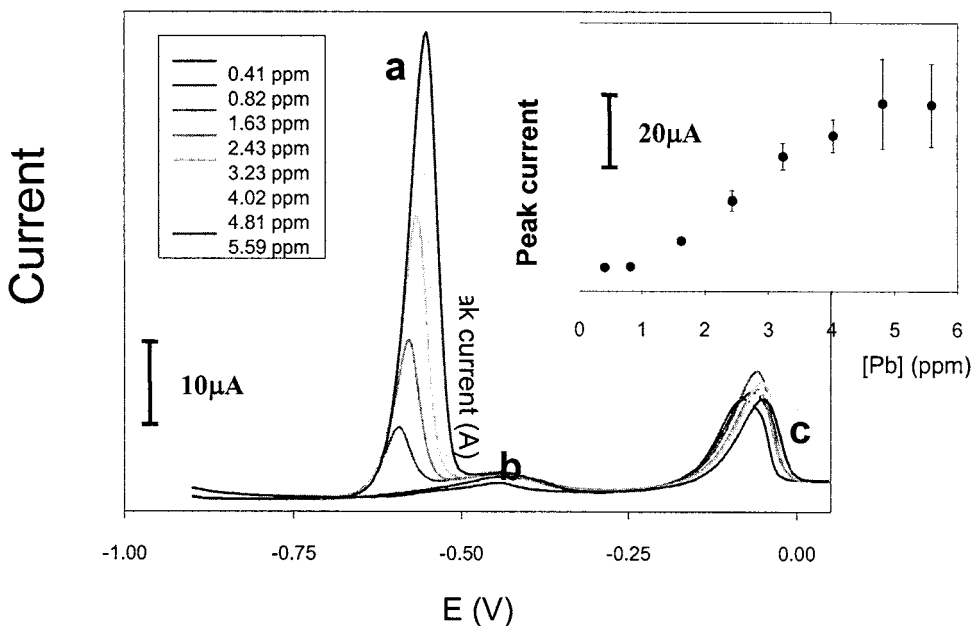 a
0.41 ppm
0.82 ppm
1.63 ppm
2.43 ppm
3.23 ppm
4.02 ppm
4.81 ppm
5.59 ppm
Current
10µA
Peak current
20µA
0 1 2 3 4 5 6
[Pb] (ppm)
ak current (A)
b
c
-1.00 -0.75 -0.50 -0.25 0.00
E (V)